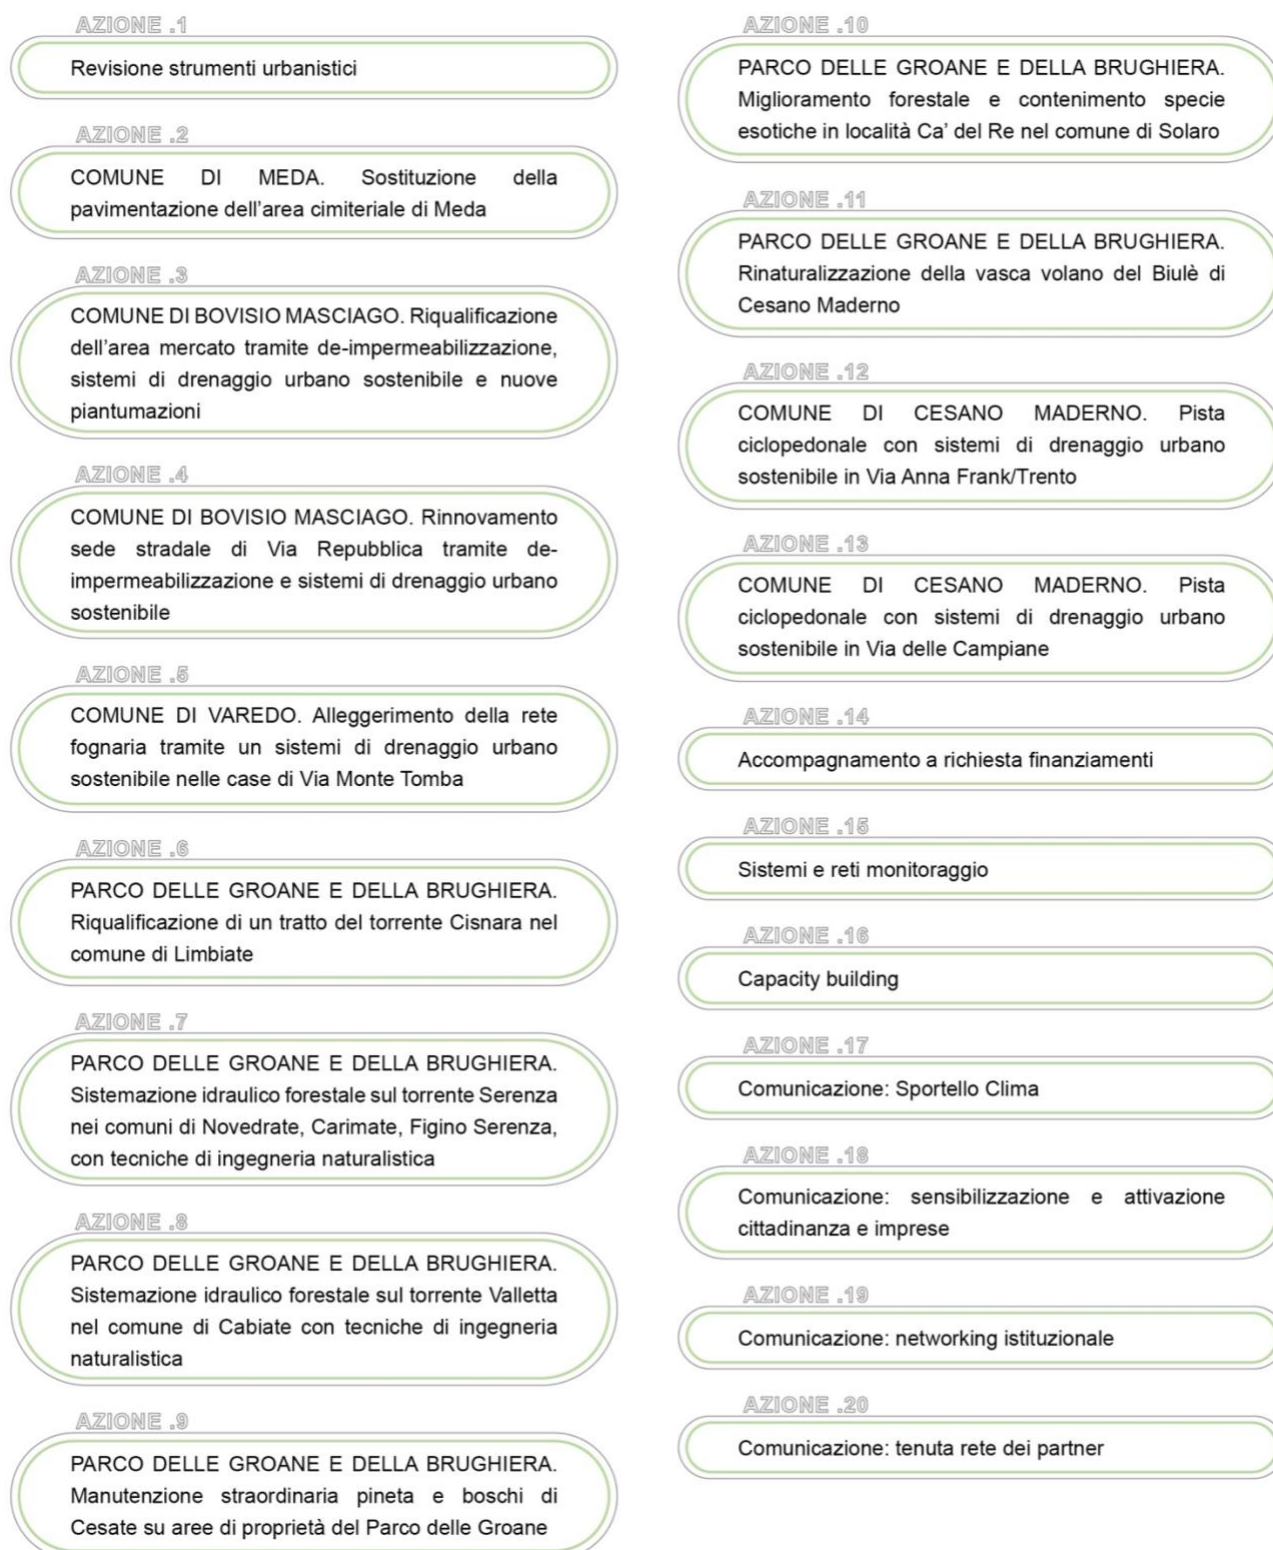 AZIONE .1
Revisione strumenti urbanistici
AZIONE .2
COMUNE DI MEDA. Sostituzione della
pavimentazione dell'area cimiteriale di Meda
AZIONE .3
COMUNE DI BOVISIO MASCIAGO. Riqualificazione
dell'area mercato tramite de-impermeabilizzazione,
sistemi di drenaggio urbano sostenibile e nuove
piantumazioni
AZIONE .4
COMUNE DI BOVISIO MASCIAGO. Rinnovamento
sede stradale di Via Repubblica tramite de-
impermeabilizzazione e sistemi di drenaggio urbano
sostenibile
AZIONE .5
COMUNE DI VAREDO. Alleggerimento della rete
fognaria tramite un sistemi di drenaggio urbano
sostenibile nelle case di Via Monte Tomba
AZIONE .6
PARCO DELLE GROANE E DELLA BRUGHIERA.
Riqualificazione di un tratto del torrente Cisnara nel
comune di Limbiate
AZIONE .7
PARCO DELLE GROANE E DELLA BRUGHIERA.
Sistemazione idraulico forestale sul torrente Serenza
nei comuni di Novedrate, Carimate, Figino Serenza,
con tecniche di ingegneria naturalistica
AZIONE .8
PARCO DELLE GROANE E DELLA BRUGHIERA.
Sistemazione idraulico forestale sul torrente Valletta
nel comune di Cabiate con tecniche di ingegneria
naturalistica
AZIONE .9
PARCO DELLE GROANE E DELLA BRUGHIERA.
Manutenzione straordinaria pineta e boschi di
Cesate su aree di proprietà del Parco delle Groane
AZIONE .10
PARCO DELLE GROANE E DELLA BRUGHIERA.
Miglioramento forestale e contenimento specie
esotiche in località Ca' del Re nel comune di Solaro
AZIONE .11
PARCO DELLE GROANE E DELLA BRUGHIERA.
Rinaturalizzazione della vasca volano del Biulè di
Cesano Maderno
AZIONE .12
COMUNE DI CESANO MADERNO. Pista
ciclopedonale con sistemi di drenaggio urbano
sostenibile in Via Anna Frank/Trento
AZIONE .13
COMUNE DI CESANO MADERNO. Pista
ciclopedonale con sistemi di drenaggio urbano
sostenibile in Via delle Campiane
AZIONE .14
Accompagnamento a richiesta finanziamenti
AZIONE .15
Sistemi e reti monitoraggio
AZIONE .16
Capacity building
AZIONE .17
Comunicazione: Sportello Clima
AZIONE .18
Comunicazione: sensibilizzazione e attivazione
cittadinanza e imprese
AZIONE .19
Comunicazione: networking istituzionale
AZIONE .20
Comunicazione: tenuta rete dei partner